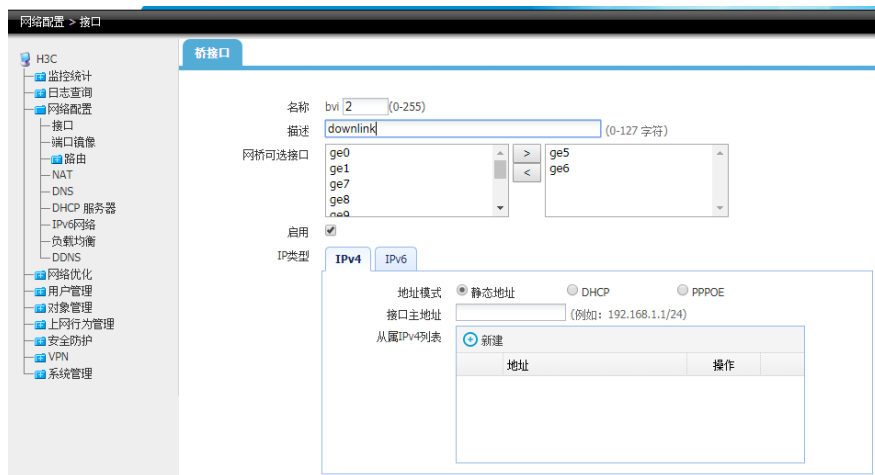 网络配置 > 接口
H3C
监控统计
日志查询
网络配置
接口
端口镜像
路由
NAT
DNS
DHCP 服务器
IPv6网络
负载均衡
DDNS
网络优化
用户管理
对象管理
上网行为管理
安全防护
VPN
系统管理
桥接口
名称 bvi 2 (0-255)
描述 downlink (0-127 字符)
网桥可选接口 ge0 > ge5
ge1 < ge6
ge7
ge8
ge9
启用
IP类型 IPv4 IPv6
地址模式 静态地址 DHCP PPPOE
接口主地址 (例如: 192.168.1.1/24)
从属IPv4列表 新建
地址 操作